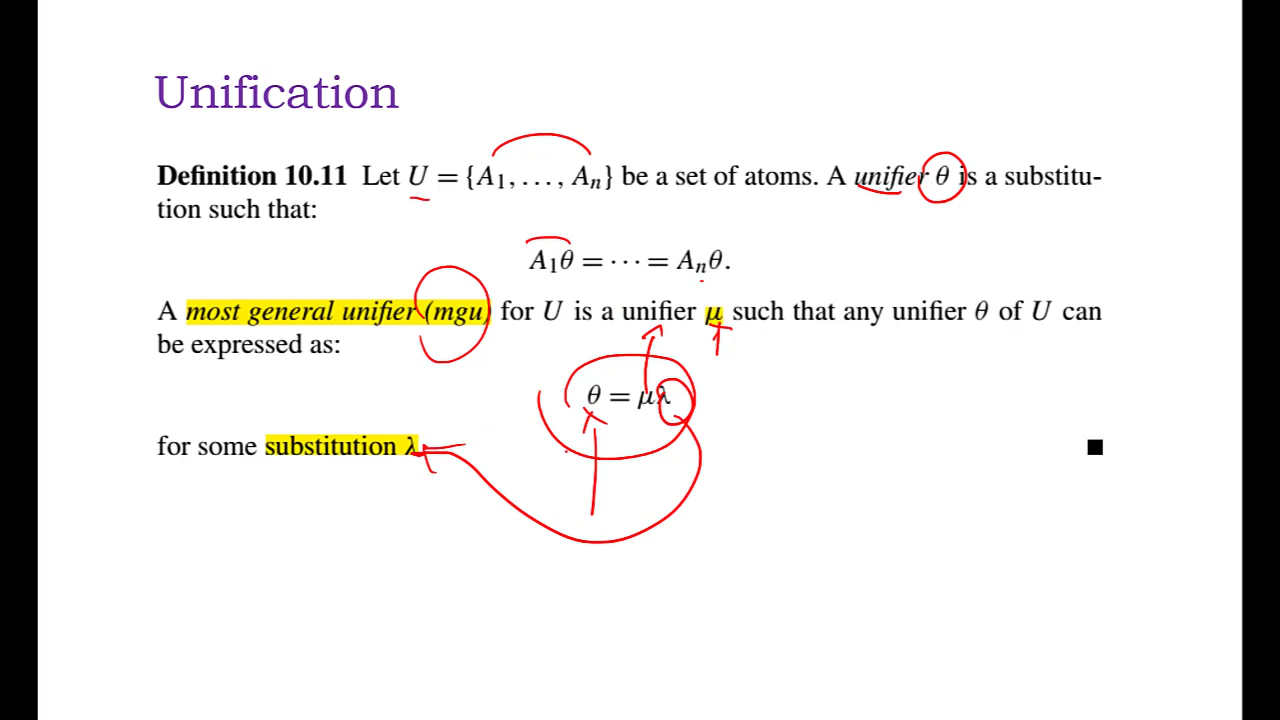 Unification
Definition 10.11 Let U = {A₁, …, Aₙ} be a set of atoms. A unifier θ is a substitu-
tion such that:
A₁θ = ⋯ = Aₙθ.
A most general unifier (mgu) for U is a unifier μ such that any unifier θ of U can
be expressed as:
θ = μλ
for some substitution λ.